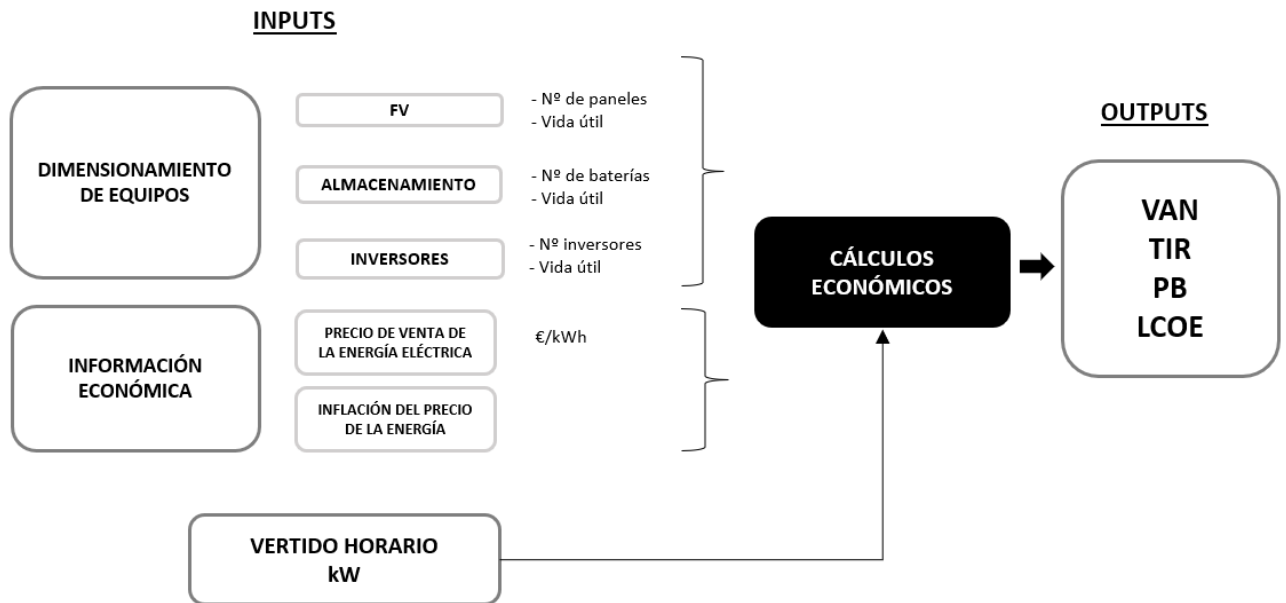 INPUTS
DIMENSIONAMIENTO
DE EQUIPOS
FV
- Nº de paneles
- Vida útil
ALMACENAMIENTO
- Nº de baterías
- Vida útil
INVERSORES
- Nº inversores
- Vida útil
INFORMACIÓN
ECONÓMICA
PRECIO DE VENTA DE
LA ENERGÍA ELÉCTRICA
€/kWh
INFLACIÓN DEL PRECIO
DE LA ENERGÍA
VERTIDO HORARIO
kW
CÁLCULOS
ECONÓMICOS
OUTPUTS
VAN
TIR
PB
LCOE